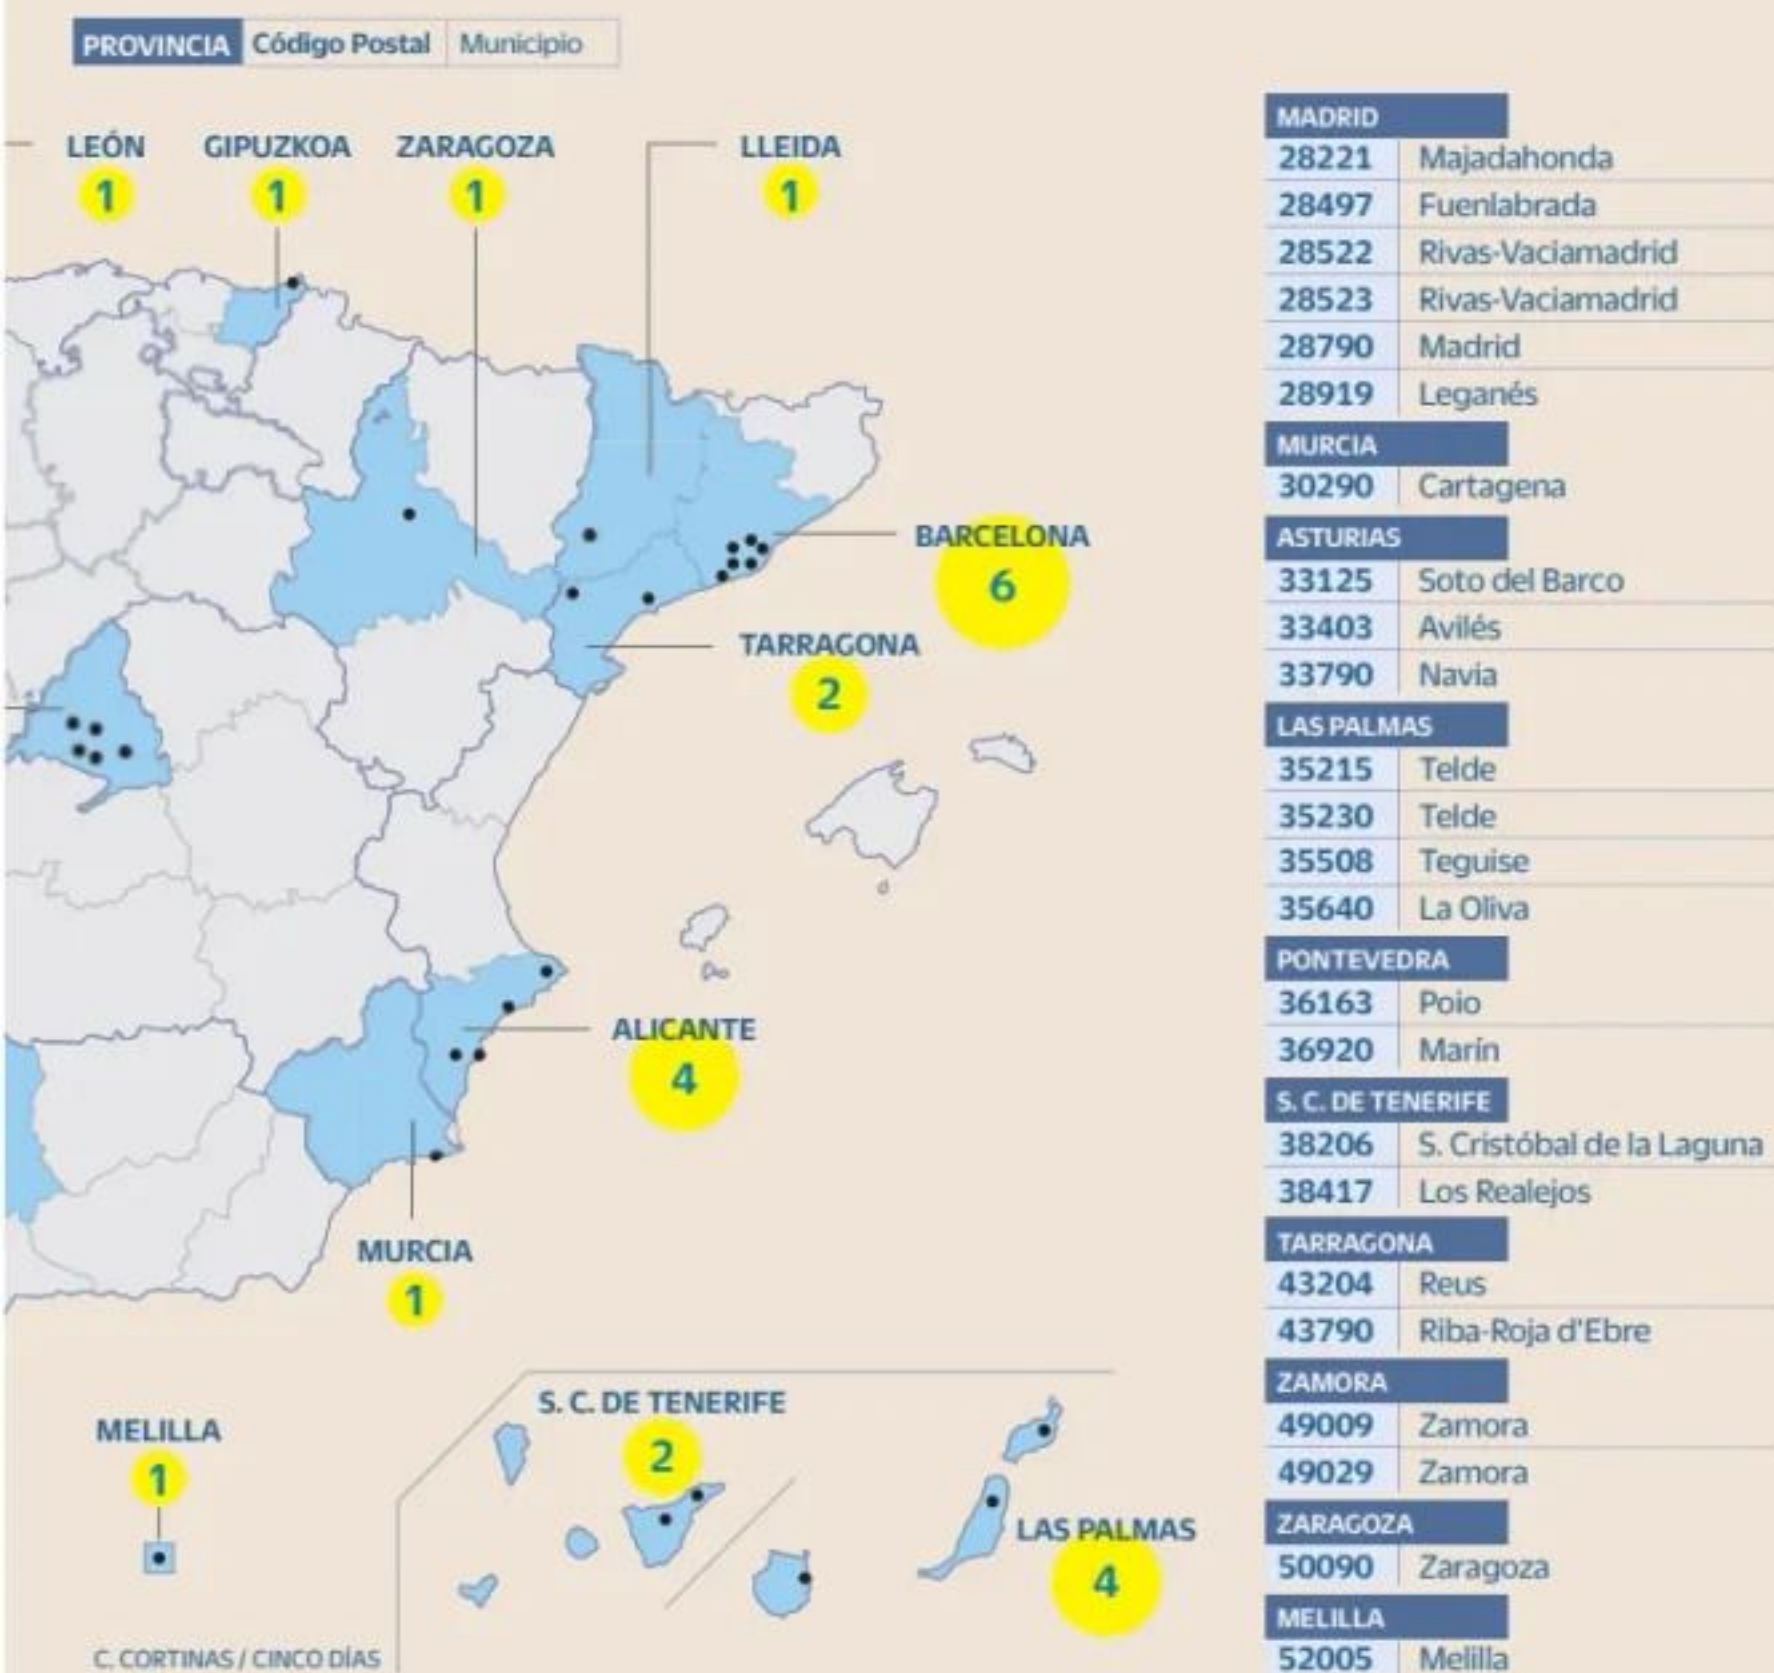 PROVINCIA Código Postal Municipio
LEÓN GIPUZKOA ZARAGOZA LLEIDA
1 1 1 1
BARCELONA
6
TARRAGONA
2
ALICANTE
4
MURCIA
1
MELILLA
1
S. C. DE TENERIFE
2
LAS PALMAS
4
C. CORTINAS / CINCO DÍAS
MADRID
28221 Majadahonda
28497 Fuenlabrada
28522 Rivas-Vaciamadrid
28523 Rivas-Vaciamadrid
28790 Madrid
28919 Leganés
MURCIA
30290 Cartagena
ASTURIAS
33125 Soto del Barco
33403 Avilés
33790 Navia
LAS PALMAS
35215 Telde
35230 Telde
35508 Teguise
35640 La Oliva
PONTEVEDRA
36163 Poio
36920 Marín
S. C. DE TENERIFE
38206 S. Cristóbal de la Laguna
38417 Los Realejos
TARRAGONA
43204 Reus
43790 Riba-Roja d'Ebre
ZAMORA
49009 Zamora
49029 Zamora
ZARAGOZA
50090 Zaragoza
MELILLA
52005 Melilla